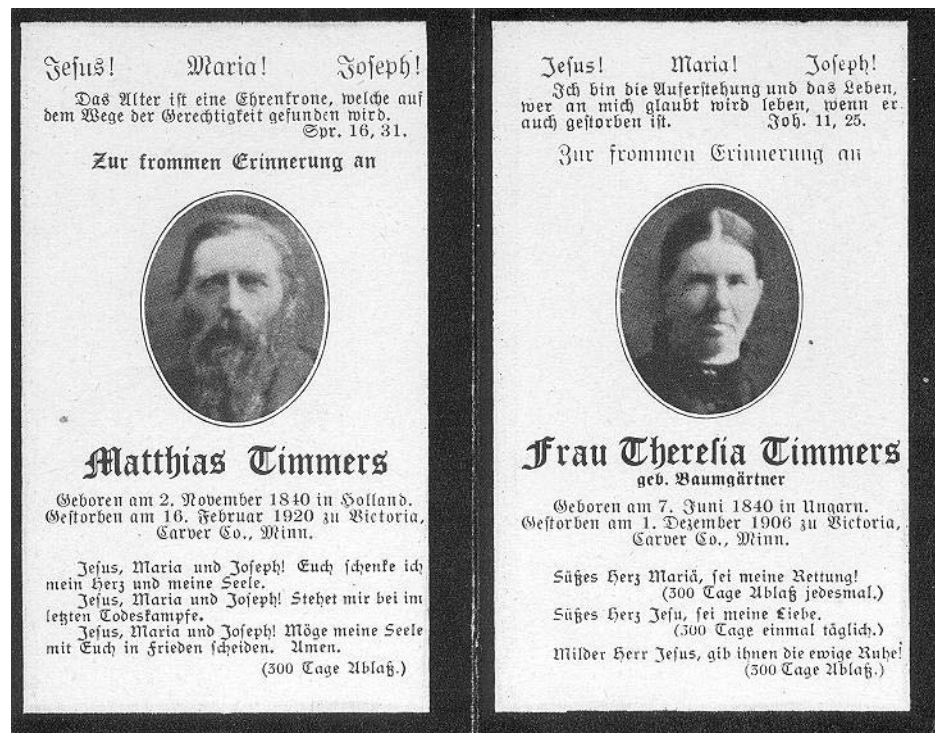 Jesus! Maria! Joseph!
Das Alter ist eine Ehrenkrone, welche auf
dem Wege der Gerechtigkeit gefunden wird.
Spr. 16, 31.
Zur frommen Erinnerung an
Matthias Timmers
Geboren am 2. November 1840 in Holland.
Gestorben am 16. Februar 1920 zu Victoria,
Carver Co., Minn.
Jesus, Maria und Joseph! Euch schenke ich
mein Herz und meine Seele.
Jesus, Maria und Joseph! Stehet mir bei im
letzten Todeskampfe.
Jesus, Maria und Joseph! Möge meine Seele
mit Euch in Frieden scheiden. Amen.
(300 Tage Ablaß.)
Jesus! Maria! Joseph!
Ich bin die Auferstehung und das Leben,
wer an mich glaubt wird leben, wenn er
auch gestorben ist. Joh. 11, 25.
Zur frommen Erinnerung an
Frau Theresia Timmers
geb. Baumgärtner
Geboren am 7. Juni 1840 in Ungarn.
Gestorben am 1. Dezember 1906 zu Victoria,
Carver Co., Minn.
Süßes Herz Mariä, sei meine Rettung!
(300 Tage Ablaß jedesmal.)
Süßes Herz Jesu, sei meine Liebe.
(300 Tage einmal täglich.)
Milder Herr Jesus, gib ihnen die ewige Ruhe!
(300 Tage Ablaß.)